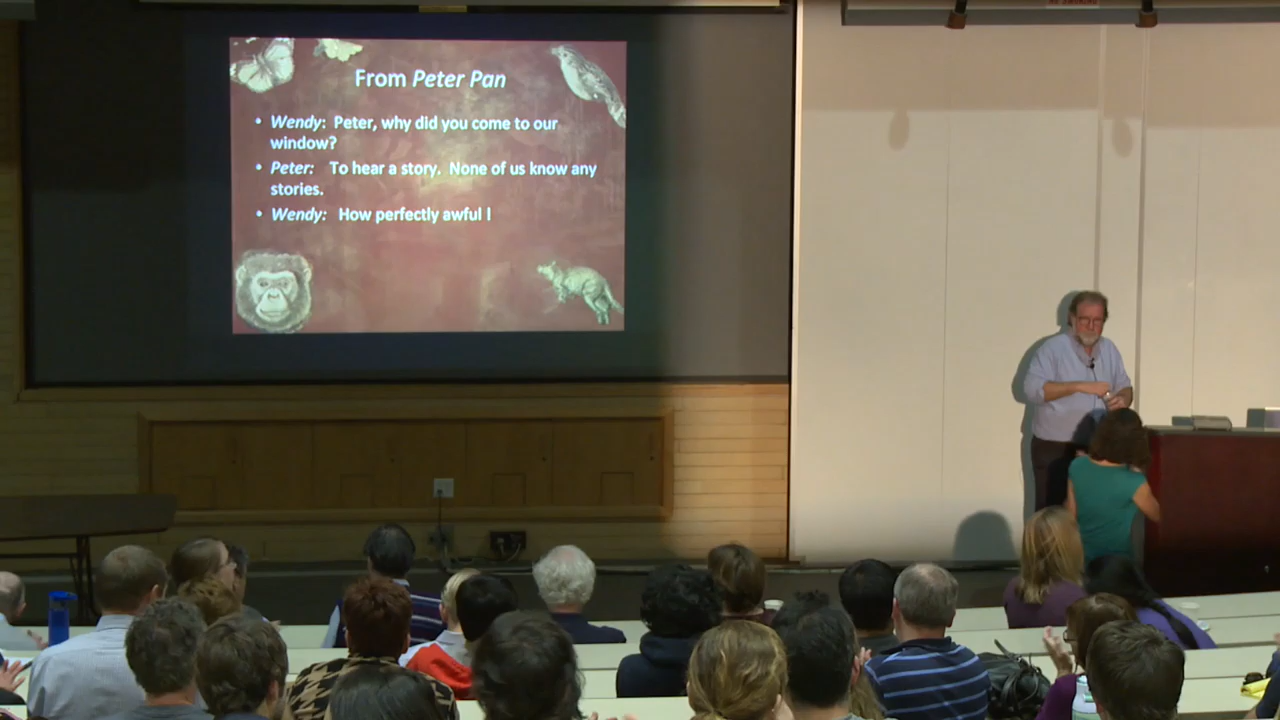 From Peter Pan
• Wendy: Peter, why did you come to our
window?
• Peter: To hear a story. None of us know any
stories.
• Wendy: How perfectly awful !